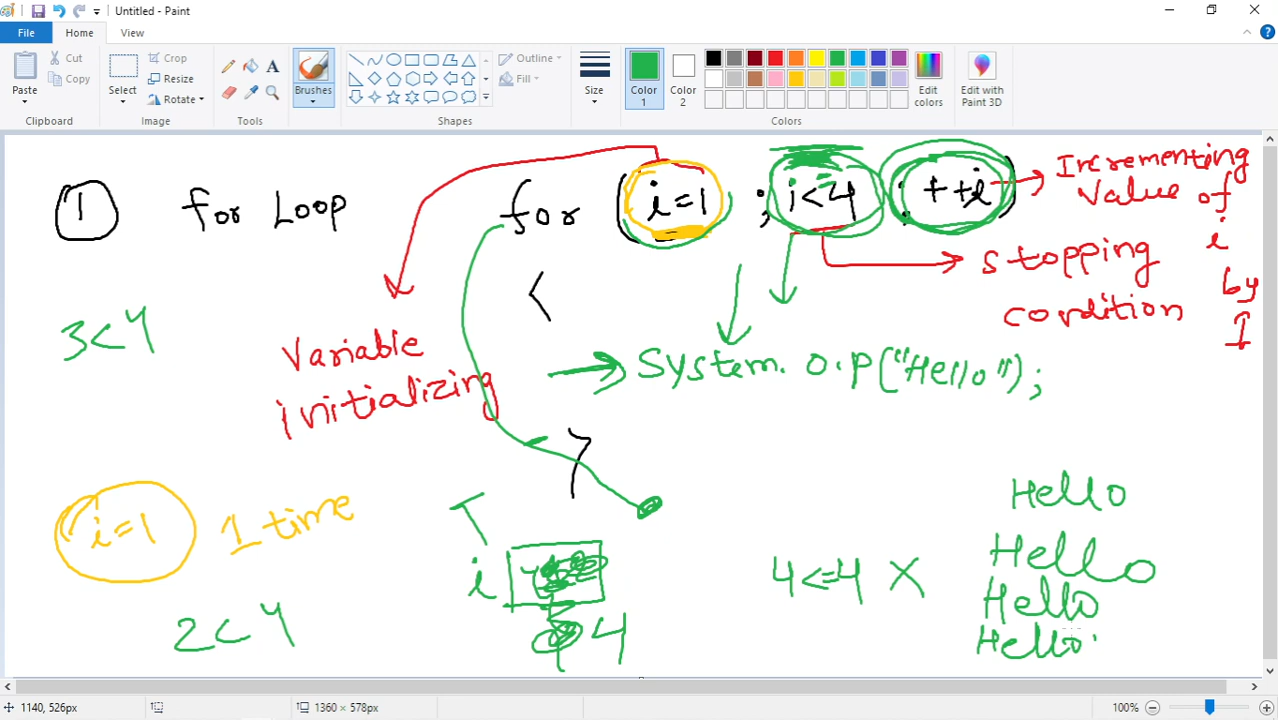 Untitled - Paint
File Home View
Paste
Cut
Copy
Clipboard
Select
Crop
Resize
Rotate
Image
Tools
Brushes
Outline
Fill
Shapes
Size
Color 1
Color 2
Edit colors
Edit with Paint 3D
Colors
1 for Loop for (i=1 ; i<4 ; ++i)
Incrementing
Value of
i
by
1
stopping
condition
3<4
Variable
initializing
System. o.p("Hello");
i=1 1 time
2<4
i
4
4<=4 X
Hello
Hello
Hello
Hello
1140, 526px
1360 × 578px
100%